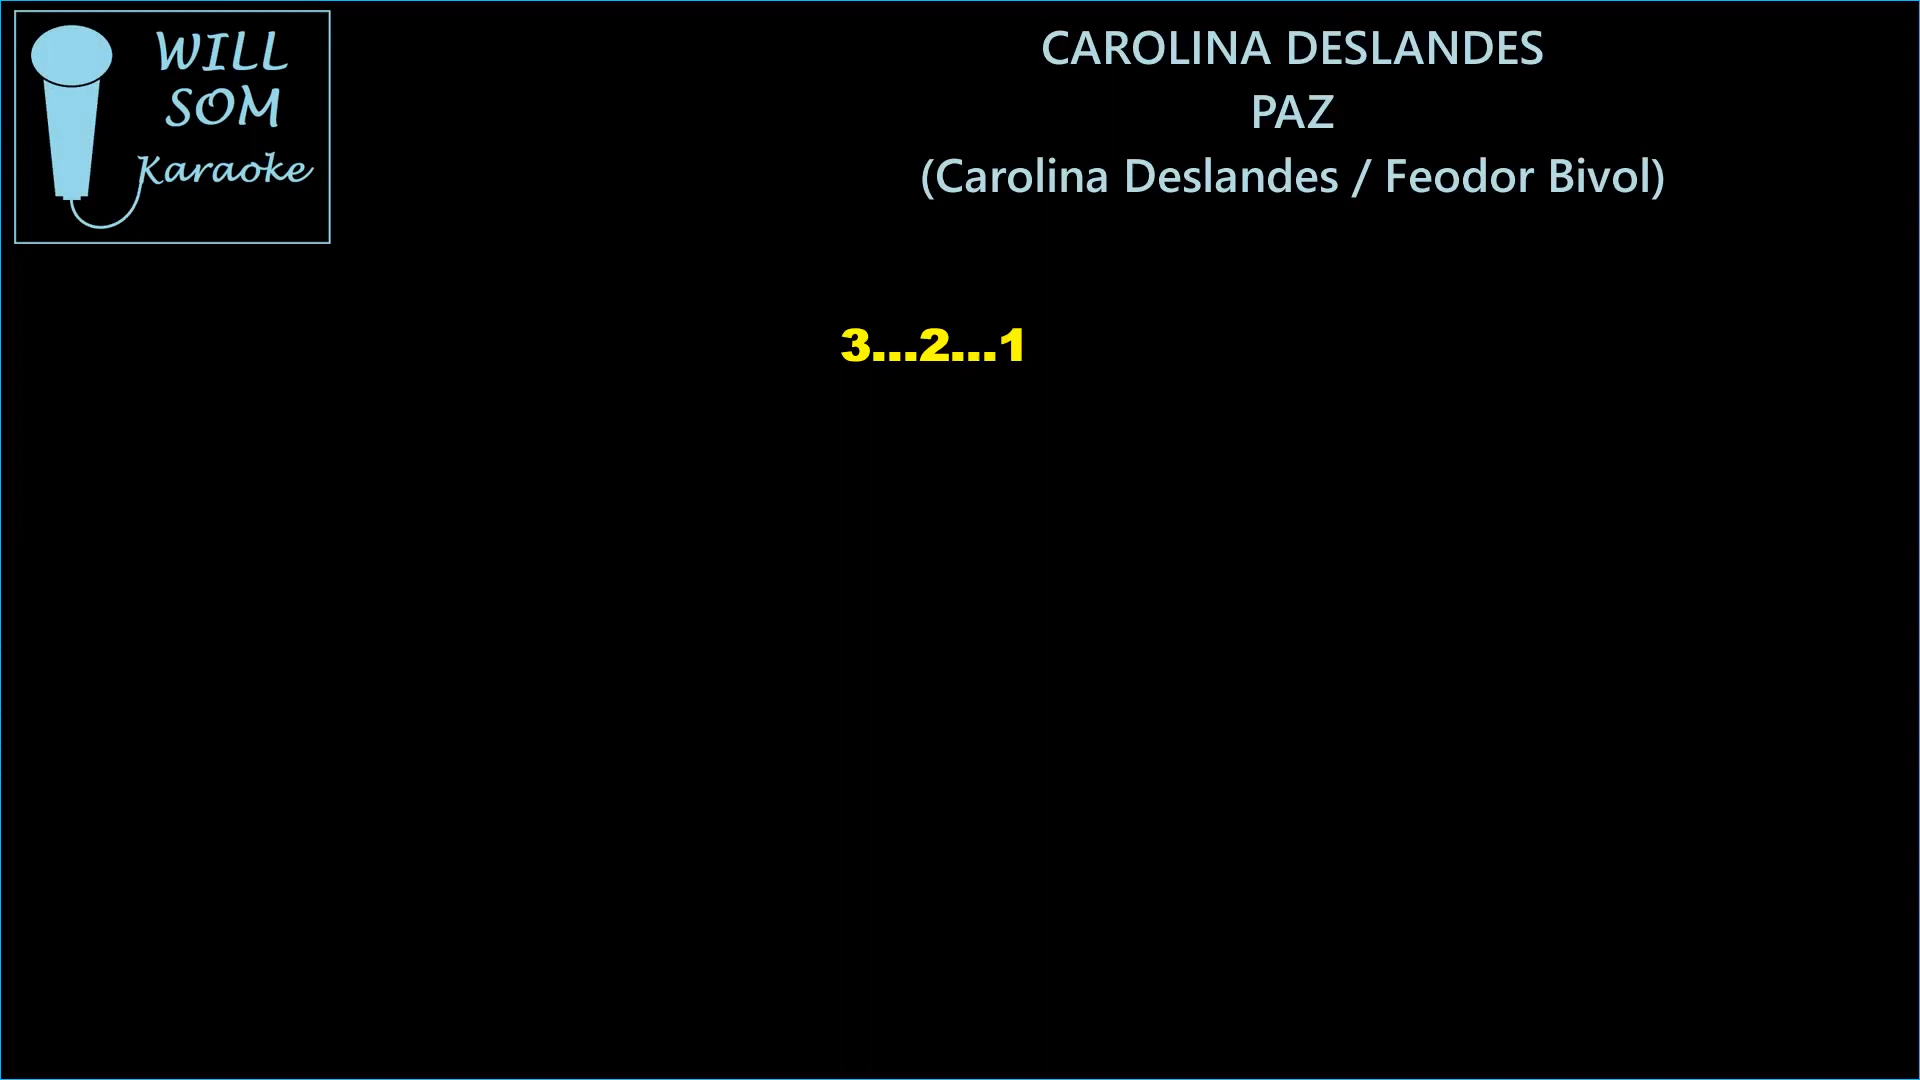 WILL
SOM
Karaoke
CAROLINA DESLANDES
PAZ
(Carolina Deslandes / Feodor Bivol)
3...2...1